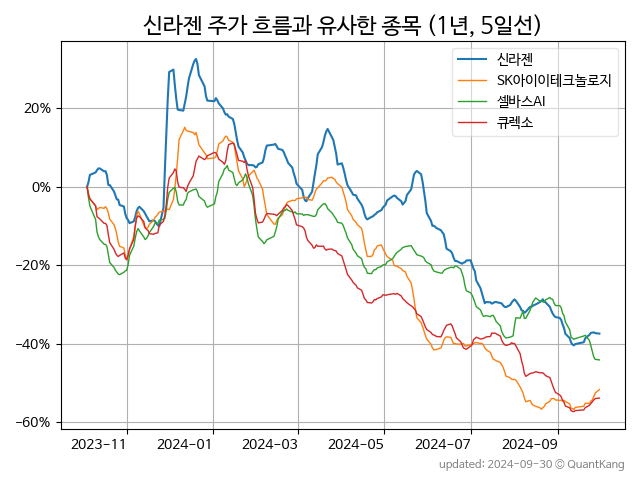 신라젠 주가 흐름과 유사한 종목 (1년, 5일선)
신라젠
SK아이이테크놀로지
셀바스AI
큐렉소
20%
0%
−20%
−40%
−60%
2023-11
2024-01
2024-03
2024-05
2024-07
2024-09
updated: 2024-09-30 © QuantKang